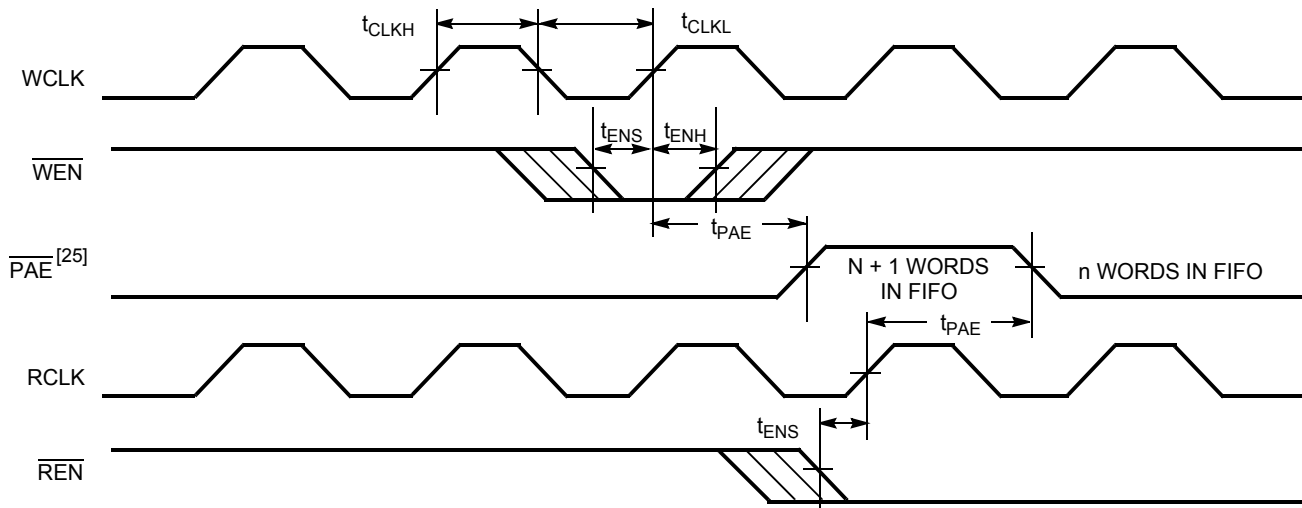 tCLKH
tCLKL
WCLK
tENS
tENH
WEN
tPAE
PAE [25]
N + 1 WORDS
IN FIFO
n WORDS IN FIFO
tPAE
RCLK
tENS
REN